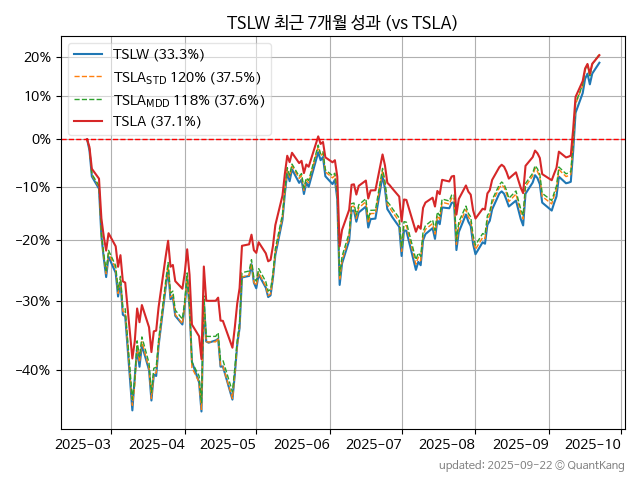 TSLW 최근 7개월 성과 (vs TSLA)
TSLW (33.3%)
TSLA_STD 120% (37.5%)
TSLA_MDD 118% (37.6%)
TSLA (37.1%)
20%
10%
0%
−10%
−20%
−30%
−40%
2025-03 2025-04 2025-05 2025-06 2025-07 2025-08 2025-09 2025-10
updated: 2025-09-22 © QuantKang